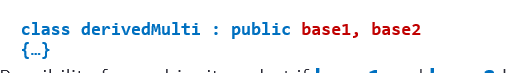 class derivedMulti : public base1, base2
{…}